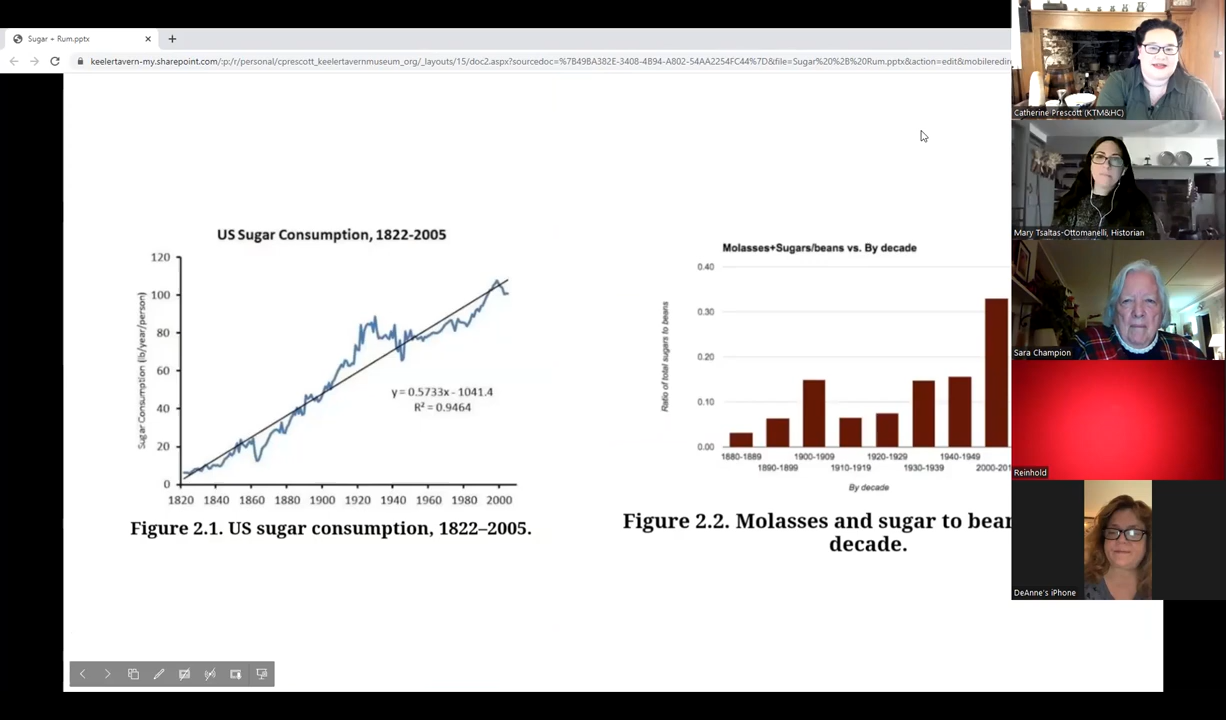 Sugar + Rum.pptx
keelertavern-my.sharepoint.com/:p:/r/personal/cprescott_keelertavernmuseum_org/_layouts/15/doc2.aspx?sourcedoc=%7B49BA382E-3408-4B94-A802-54AA2254FC44%7D&file=Sugar%20%2B%20Rum.pptx&action=edit&mobileredir
US Sugar Consumption, 1822-2005
Sugar Consumption (lb/year/person)
120
100
80
60
40
20
0
y = 0.5733x - 1041.4
R² = 0.9464
1820 1840 1860 1880 1900 1920 1940 1960 1980 2000
Figure 2.1. US sugar consumption, 1822–2005.
Molasses+Sugars/beans vs. By decade
Ratio of total sugars to beans
0.40
0.30
0.20
0.10
0.00
1880-1889 1900-1909 1920-1929 1940-1949
1890-1899 1910-1919 1930-1939 2000-201
By decade
Figure 2.2. Molasses and sugar to bean
decade.
Catherine Prescott (KTM&HC)
Mary Tsaltas-Ottomanelli, Historian
Sara Champion
Reinhold
DeAnne's iPhone